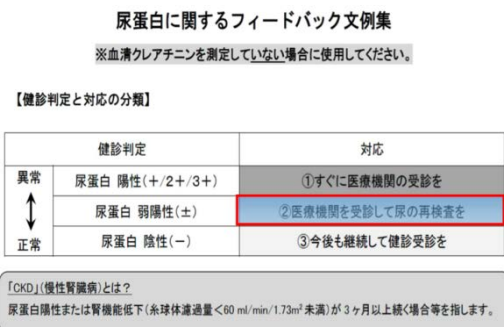 尿蛋白に関するフィードバック文例集
※血清クレアチニンを測定していない場合に使用してください。
【健診判定と対応の分類】
健診判定 対応
異常 尿蛋白 陽性(+/2+/3+) ①すぐに医療機関の受診を
尿蛋白 弱陽性(±) ②医療機関を受診して尿の再検査を
正常 尿蛋白 陰性(-) ③今後も継続して健診受診を
「CKD」(慢性腎臓病)とは?
尿蛋白陽性または腎機能低下(糸球体濾過量<60 ml/min/1.73m²未満)が3ヶ月以上続く場合等を指します。